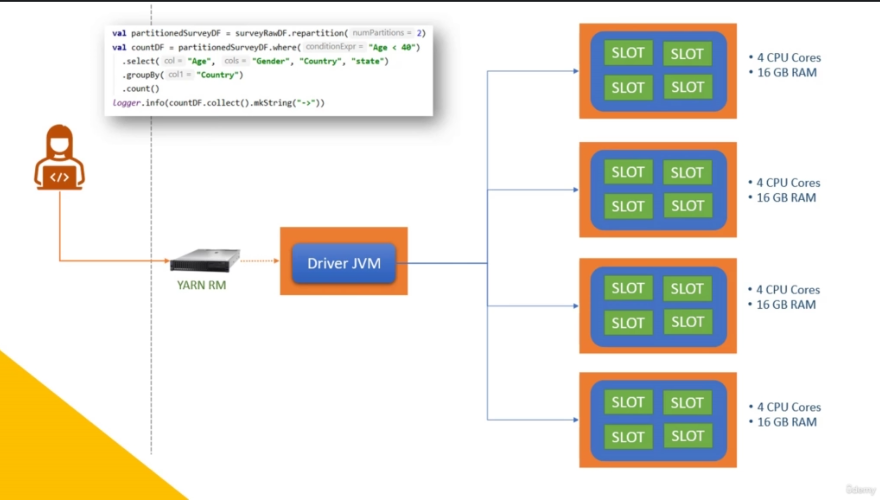 val partitionedSurveyDF = surveyRawDF.repartition( numPartitions = 2)
val countDF = partitionedSurveyDF.where( conditionExpr = "Age < 40")
.select( col = "Age", cols = "Gender", "Country", "state")
.groupBy( col1 = "Country")
.count()
logger.info(countDF.collect().mkString("->"))
</>
YARN RM
Driver JVM
SLOT SLOT
SLOT SLOT
• 4 CPU Cores
• 16 GB RAM
SLOT SLOT
SLOT SLOT
• 4 CPU Cores
• 16 GB RAM
SLOT SLOT
SLOT SLOT
• 4 CPU Cores
• 16 GB RAM
SLOT SLOT
SLOT SLOT
• 4 CPU Cores
• 16 GB RAM
Udemy